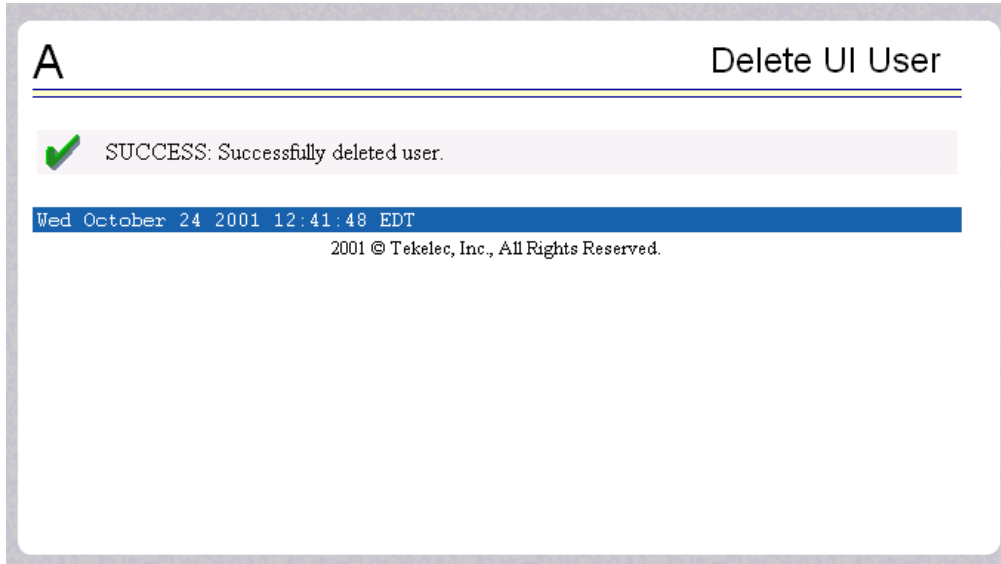 A
Delete UI User
SUCCESS: Successfully deleted user.
Wed October 24 2001 12:41:48 EDT
2001 © Tekelec, Inc., All Rights Reserved.